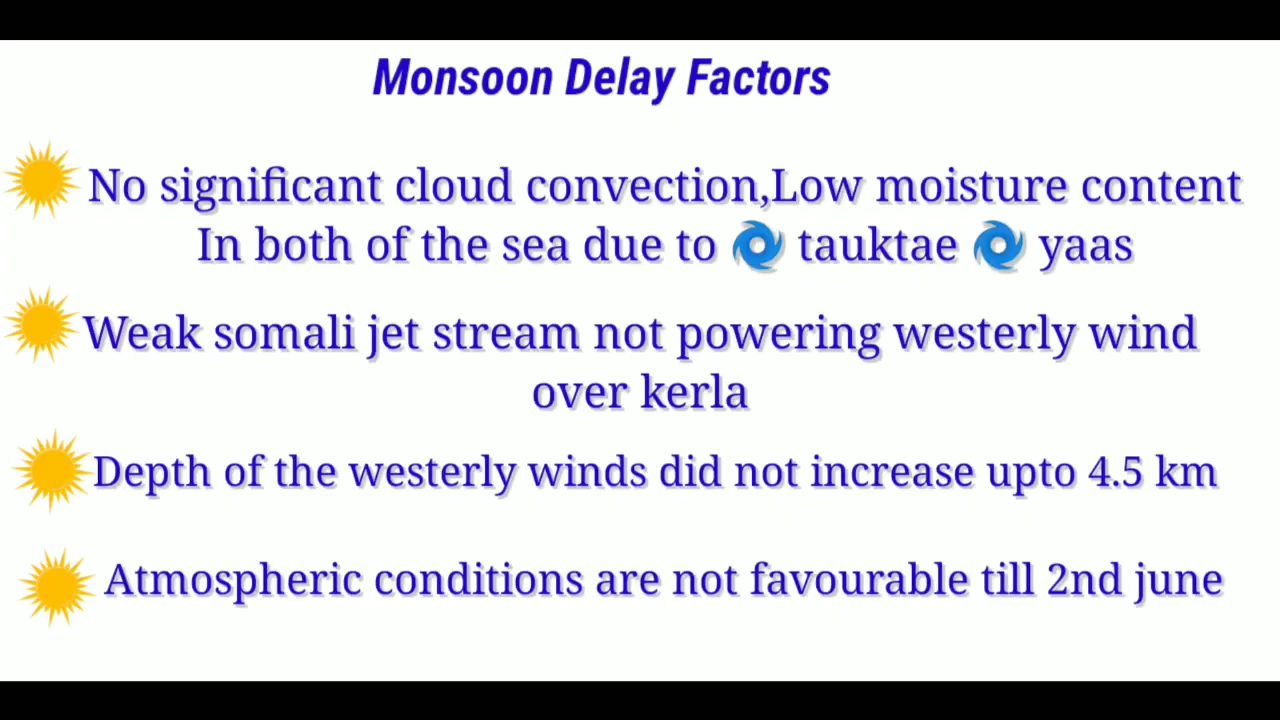 Monsoon Delay Factors
No significant cloud convection,Low moisture content
In both of the sea due to tauktae yaas
Weak somali jet stream not powering westerly wind
over kerla
Depth of the westerly winds did not increase upto 4.5 km
Atmospheric conditions are not favourable till 2nd june